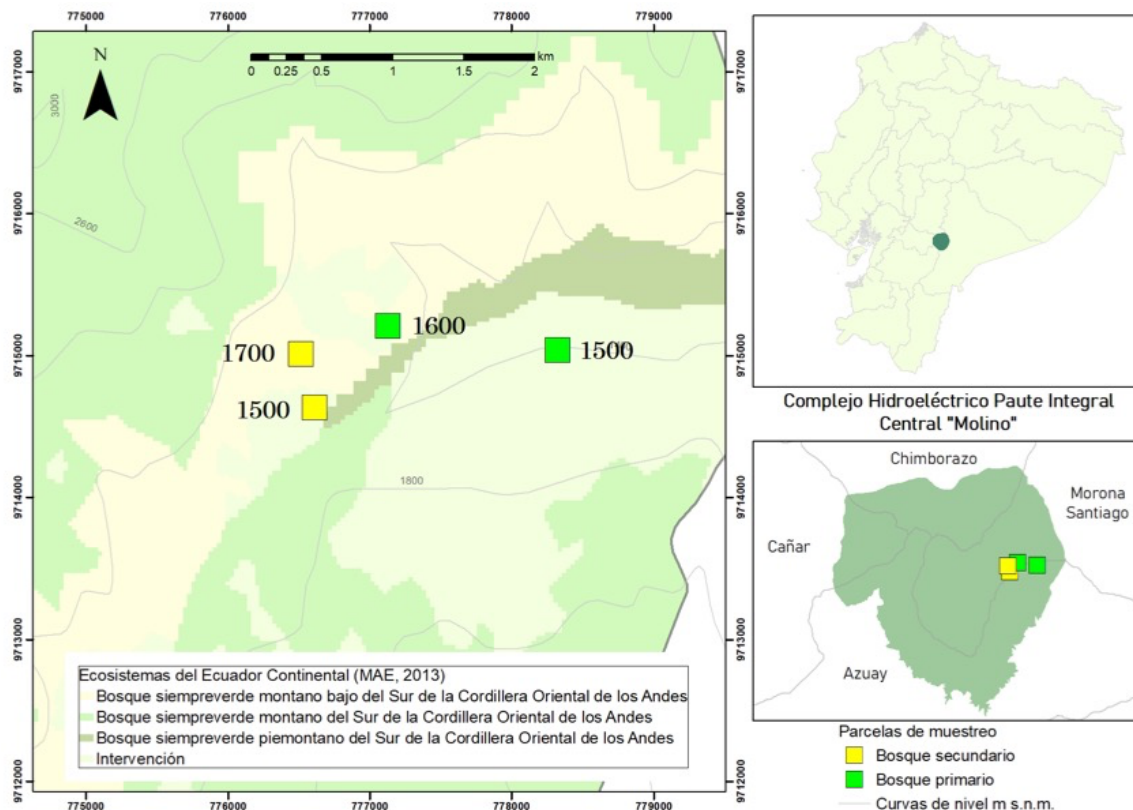 775000 776000 777000 778000 779000
9717000
9716000
9715000
9714000
9713000
9712000
N
km
0 0.25 0.5 1 1.5 2
3000
2600
1600
1700
1500
1500
1800
Ecosistemas del Ecuador Continental (MAE, 2013)
Bosque siempreverde montano bajo del Sur de la Cordillera Oriental de los Andes
Bosque siempreverde montano del Sur de la Cordillera Oriental de los Andes
Bosque siempreverde piemontano del Sur de la Cordillera Oriental de los Andes
Intervención
9717000
9716000
9715000
9714000
9713000
9712000
775000 776000 777000 778000 779000
Complejo Hidroeléctrico Paute Integral
Central "Molino"
Chimborazo
Morona
Santiago
Cañar
Azuay
Parcelas de muestreo
Bosque secundario
Bosque primario
Curvas de nivel m s.n.m.